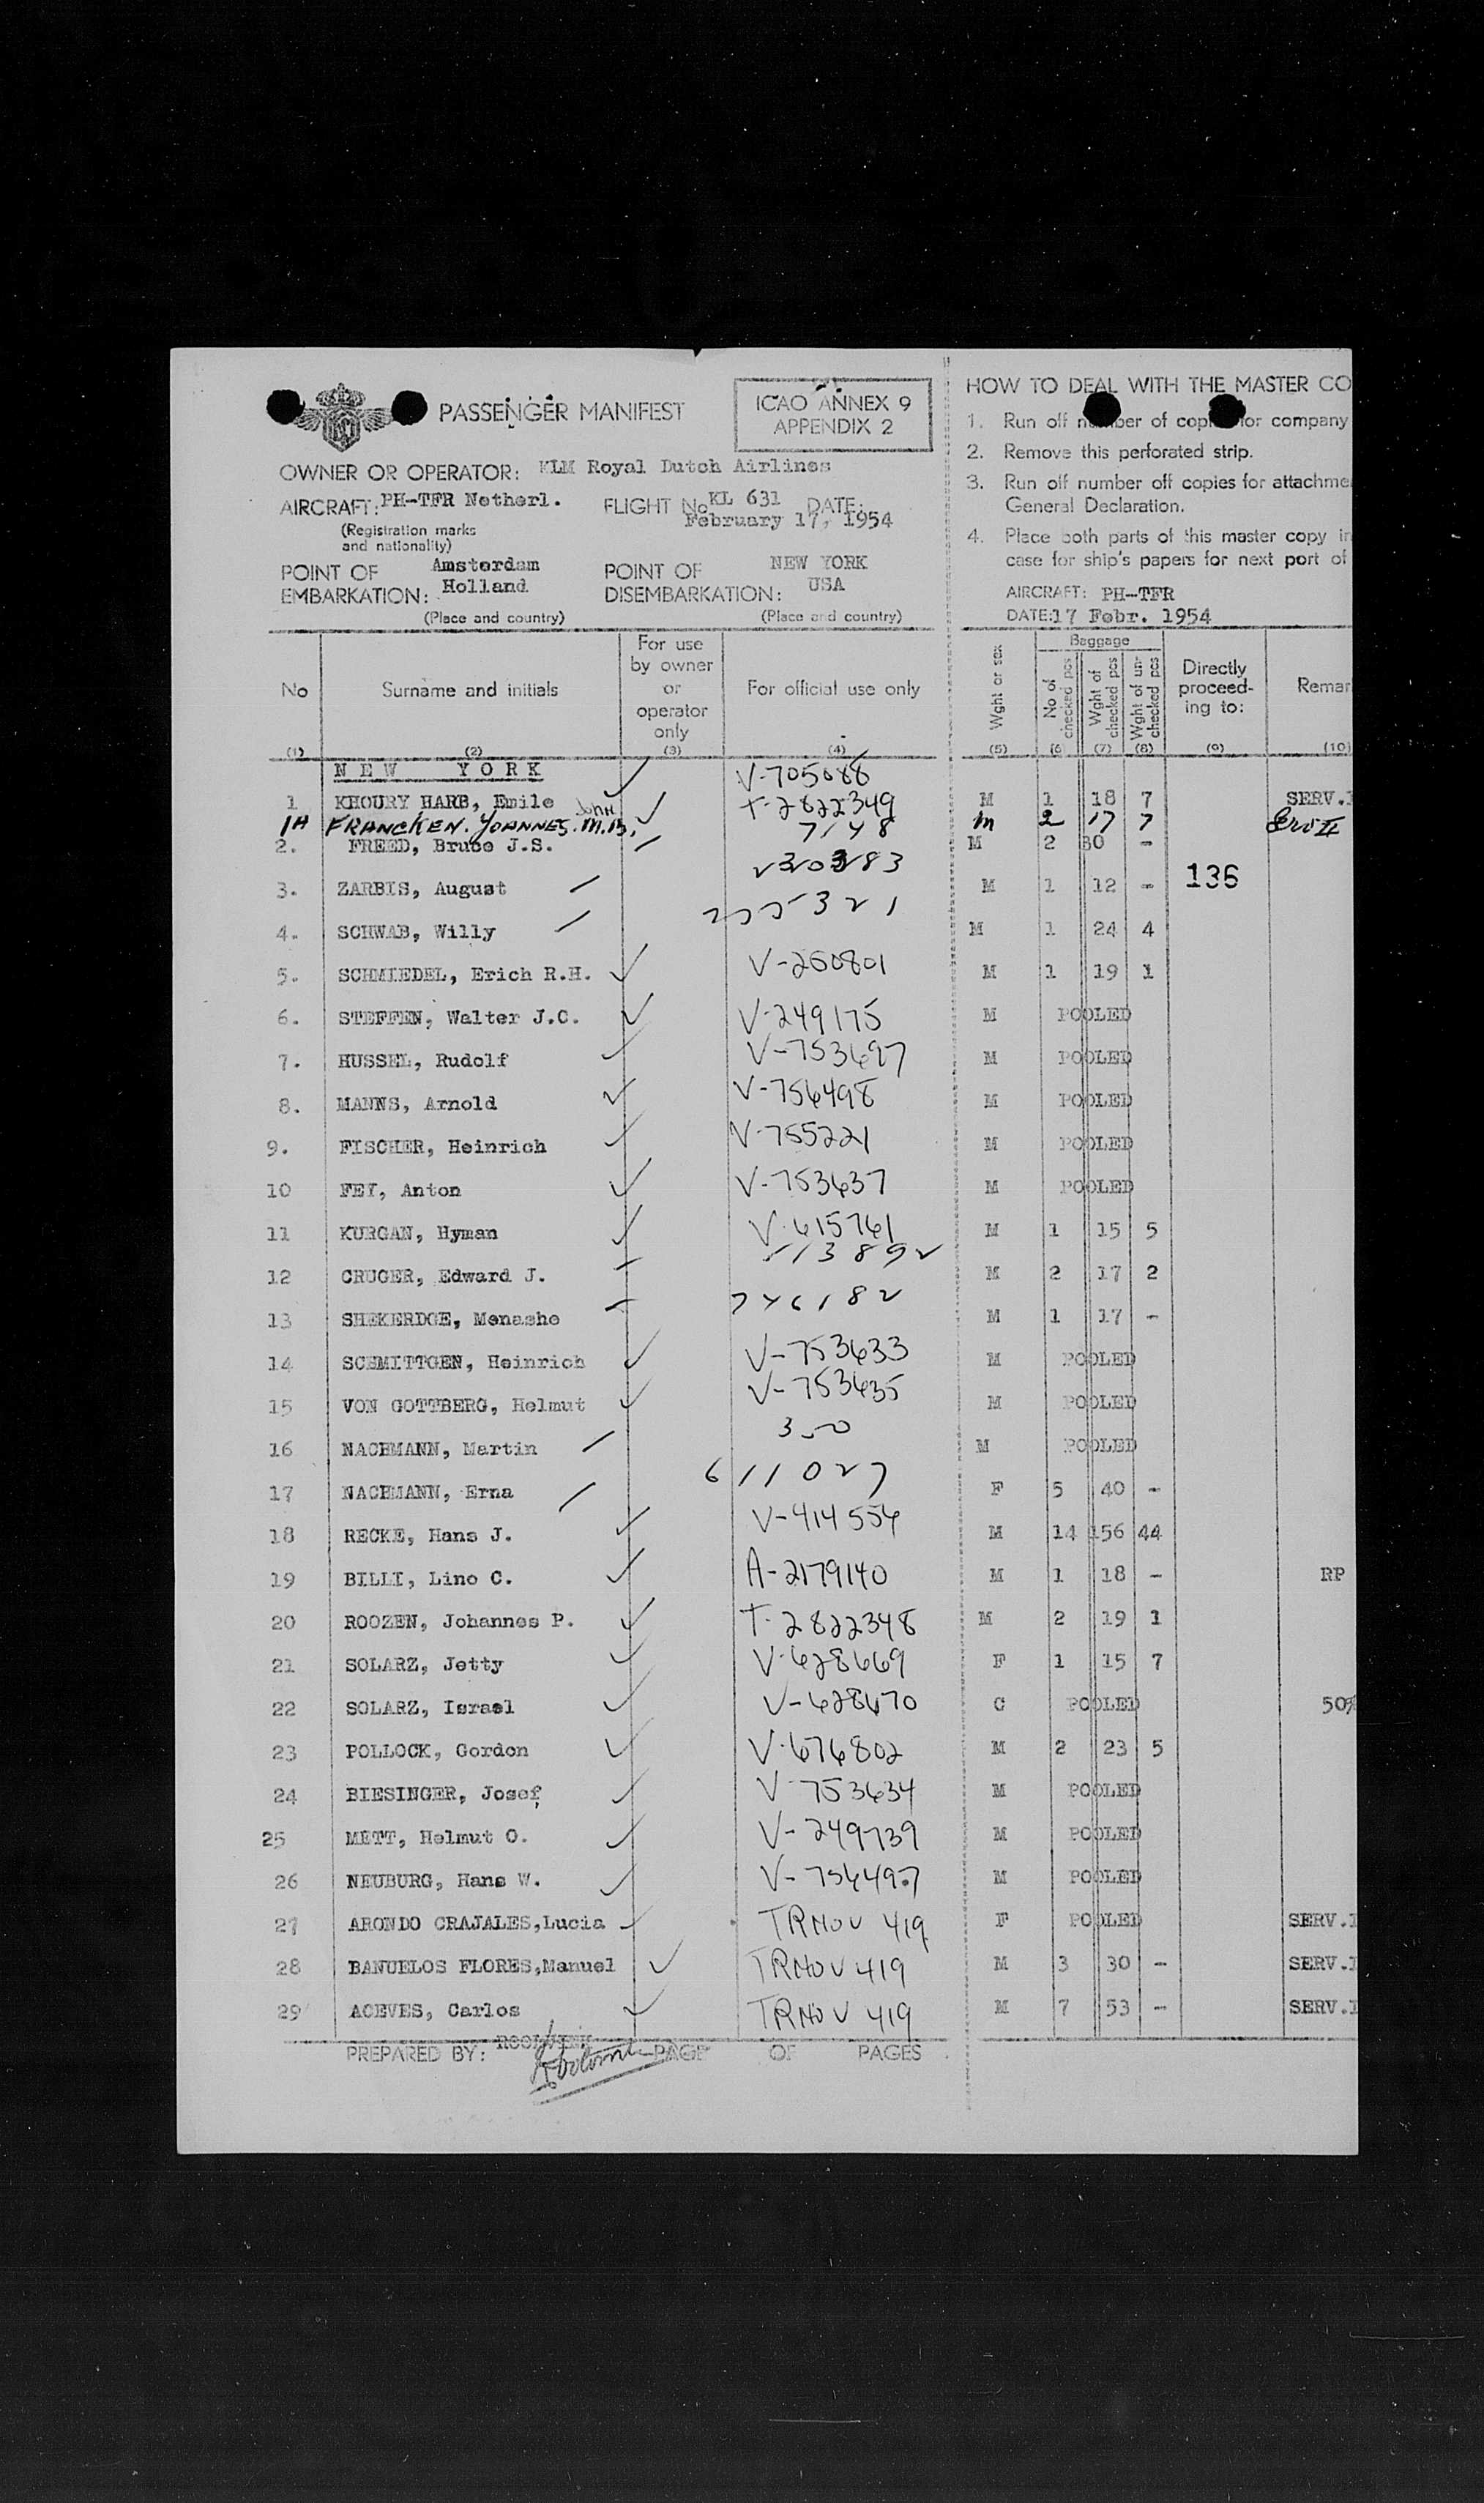 PASSENGER MANIFEST
ICAO ANNEX 9
APPENDIX 2
OWNER OR OPERATOR: KLM Royal Dutch Airlines
AIRCRAFT: PH-TFR Netherl. FLIGHT No KL 631 DATE:
February 17, 1954
(Registration marks
and nationality)
POINT OF Amsterdam POINT OF NEW YORK
EMBARKATION: Holland DISEMBARKATION: USA
(Place and country) (Place and country)
HOW TO DEAL WITH THE MASTER CO
1. Run off of company
2. Remove this perforated strip.
3. Run off number off copies for
General Declaration.
4. Place both parts of this master copy
case for ship's papers for next port of
AIRCRAFT: PH-TFR
DATE: 17 Febr. 1954
No Surname and initials For use by owner or operator only For official use only Wght or sex Baggage No of checked pcs Wght of checked pcs Wght of un-checked pcs Directly proceed-ing to:
(1) (2) (3) (4) (5) (6) (7) (8) (9) (10)
NEW YORK V-705088
1 KHOURY HARB, Emile T-2822349 M 1 18 7
1A FRANCKEN. JOANNES. M.B. John 7148 M 2 17 7
2. FREED, Bruce J.S. M 2 30 -
3. ZARBIS, August M 1 12 - 136
4. SCHWAB, Willy M 1 24 4
5. SCHMIEDEL, Erich R.H. V-260801 M 1 19 1
6. STEFFEN, Walter J.C. V-249175 M POOLED
7. HUSSEL, Rudolf V-753627 M POOLED
8. MANNS, Arnold V-756498 M POOLED
9. FISCHER, Heinrich V-755221 M POOLED
10 FEY, Anton V-753637 M POOLED
11 KURGAN, Hyman V-615761 M 1 15 5
12 CRUGER, Edward J. M 2 17 2
13 SHEKERDGE, Menashe 746182 M 1 17 -
14 SCHMITTGEN, Heinrich V-753633 M POOLED
15 VON GOTTBERG, Helmut V-753635 M POOLED
16 NACHMANN, Martin 350 M POOLED
17 NACHMANN, Erna 611027 F 5 40 -
18 RECKE, Hans J. V-414556 M 14 156 44
19 BILLI, Lino C. A-2179140 M 1 18 - RP
20 ROOZEN, Johannes P. T-2822348 M 2 19 1
21 SOLARZ, Jetty V-628669 F 1 15 7
22 SOLARZ, Israel V-628670 C POOLED 50%
23 POLLOCK, Gordon V-676802 M 2 23 5
24 BIESINGER, Josef V-753634 M POOLED
25 METT, Helmut O. V-249739 M POOLED
26 NEUBURG, Hans W. V-756497 M POOLED
27 ARONDO CRAJALES,Lucia TRNOV 419 F POOLED
28 BANUELOS FLORES,Manuel TRNOV 419 M 3 30 -
29 ACEVES, Carlos TRNOV 419 M 7 53 -
PREPARED BY: PAGE OF PAGES